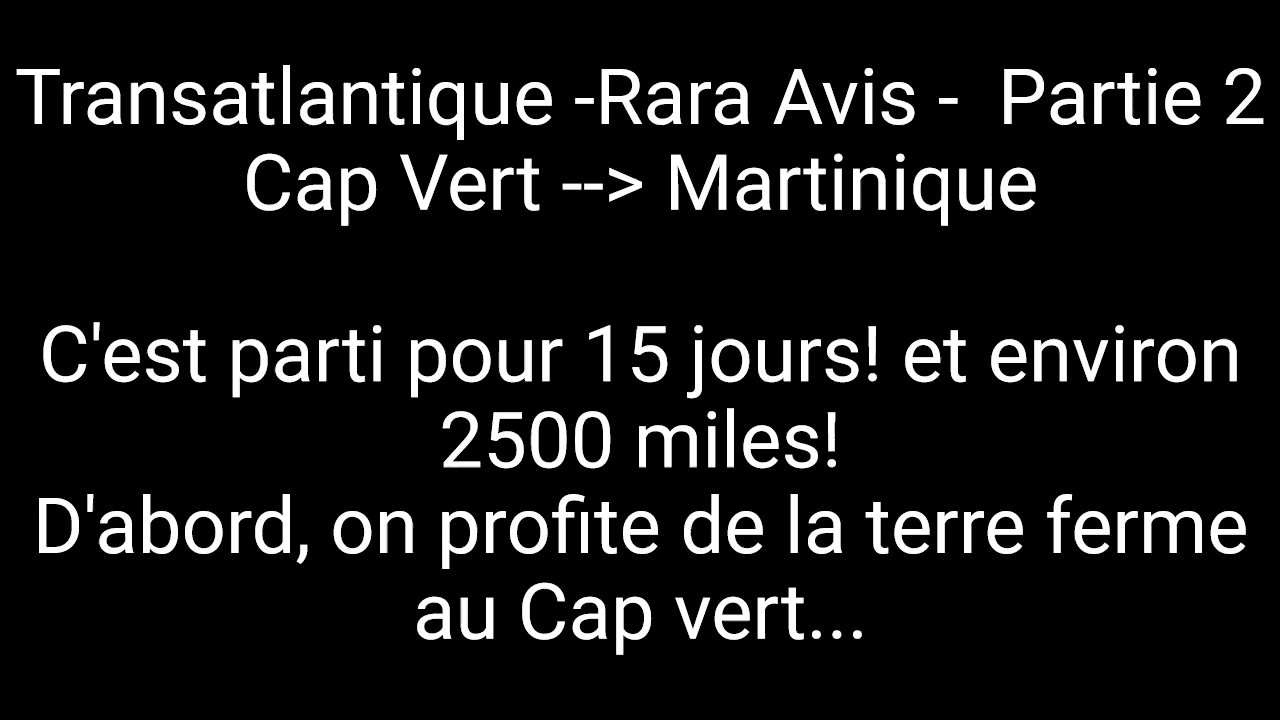 Transatlantique -Rara Avis -  Partie 2
Cap Vert --> Martinique
C'est parti pour 15 jours! et environ
2500 miles!
D'abord, on profite de la terre ferme
au Cap vert...